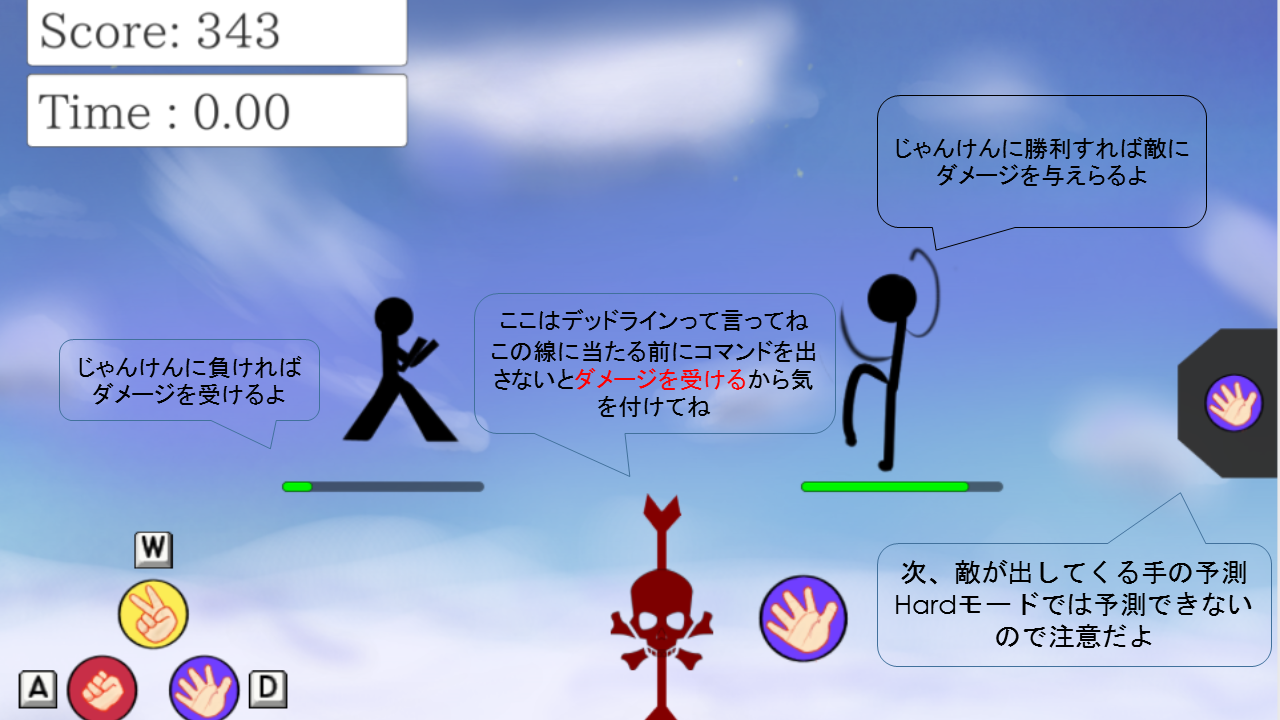 Score: 343
Time : 0.00
じゃんけんに勝利すれば敵に
ダメージを与えらるよ
ここはデッドラインって言ってね
この線に当たる前にコマンドを出
さないとダメージを受けるから気
を付けてね
じゃんけんに負ければ
ダメージを受けるよ
次、敵が出してくる手の予測
Hardモードでは予測できない
ので注意だよ
W
A
D